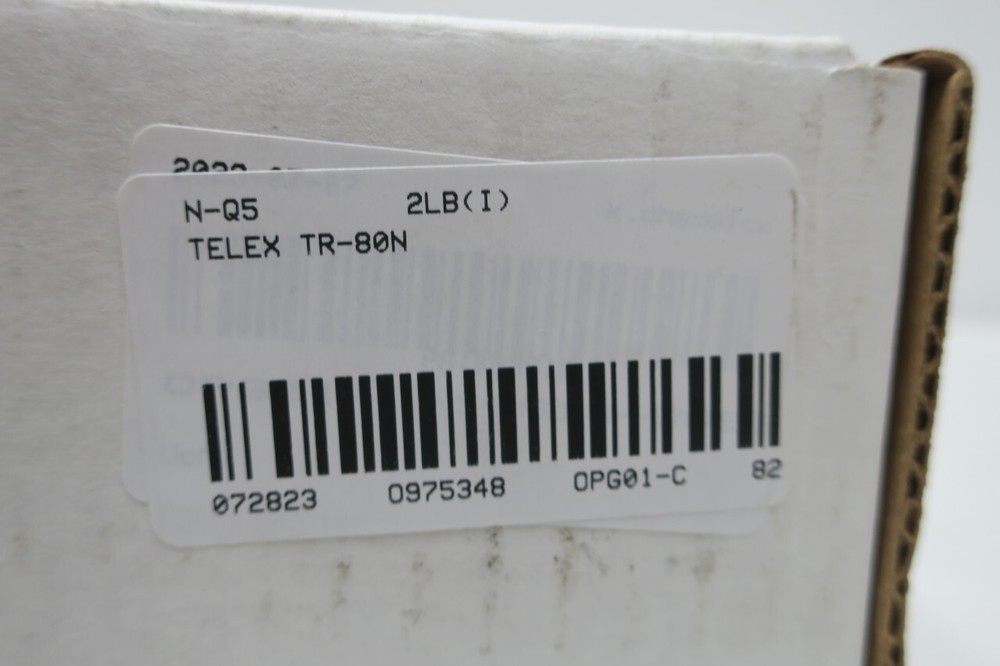 N-Q5 2LB(I)
TELEX TR-80N
072823 0975348 OPG01-C 82